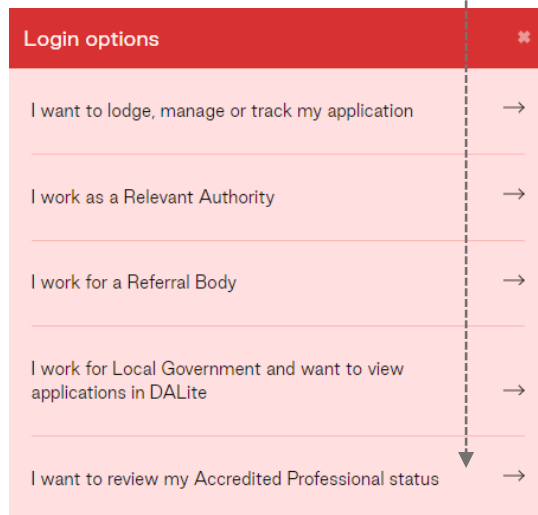 Login options
I want to lodge, manage or track my application
I work as a Relevant Authority
I work for a Referral Body
I work for Local Government and want to view
applications in DALite
I want to review my Accredited Professional status